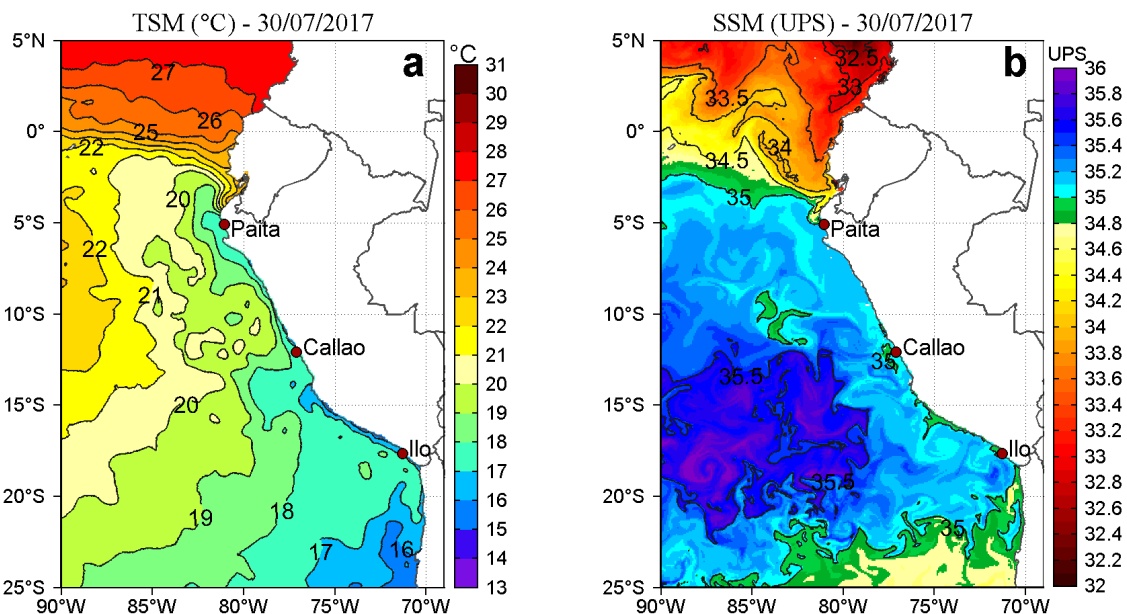 TSM (°C) - 30/07/2017
a
°C
5°N
0°
5°S
10°S
15°S
20°S
25°S
90°W
85°W
80°W
75°W
70°W
27
26
25
22
20
22
21
20
19
18
17
16
Paita
Callao
Ilo
31
30
29
28
27
26
25
24
23
22
21
20
19
18
17
16
15
14
13
SSM (UPS) - 30/07/2017
b
UPS
5°N
0°
5°S
10°S
15°S
20°S
25°S
90°W
85°W
80°W
75°W
70°W
32.5
33
33.5
34
34.5
35
35
35.5
35.5
35
Paita
Callao
Ilo
36
35.8
35.6
35.4
35.2
35
34.8
34.6
34.4
34.2
34
33.8
33.6
33.4
33.2
33
32.8
32.6
32.4
32.2
32